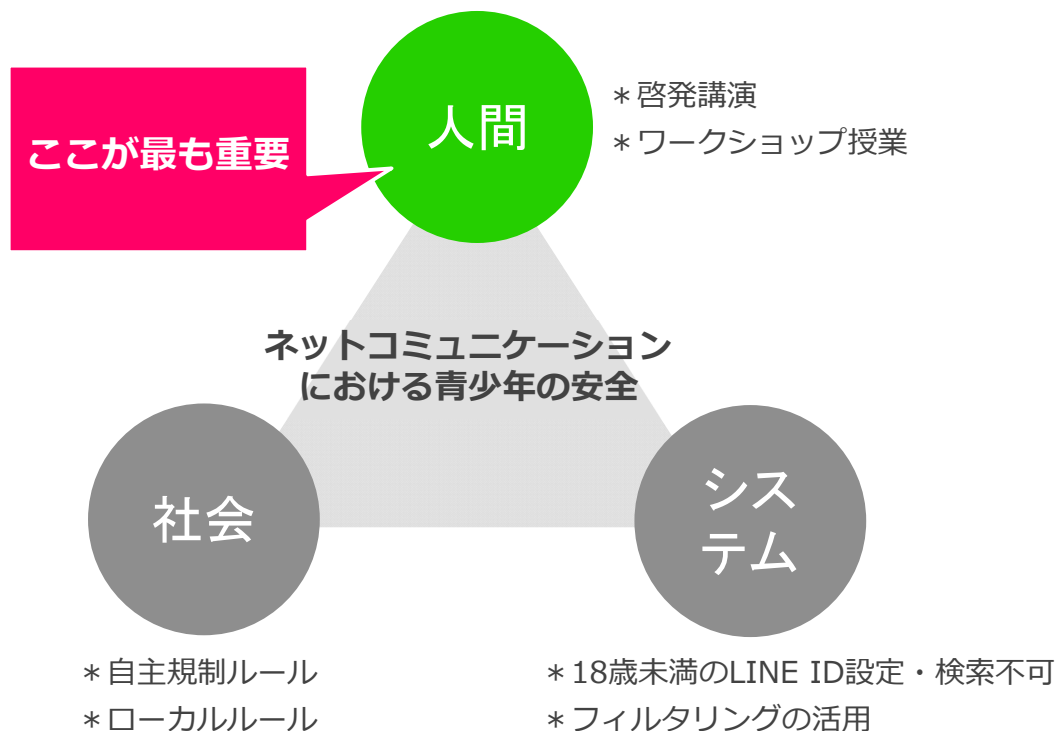 人間
＊啓発講演
＊ワークショップ授業
ここが最も重要
ネットコミュニケーション
における青少年の安全
社会
シス
テム
＊自主規制ルール
＊ローカルルール
＊18歳未満のLINE ID設定・検索不可
＊フィルタリングの活用